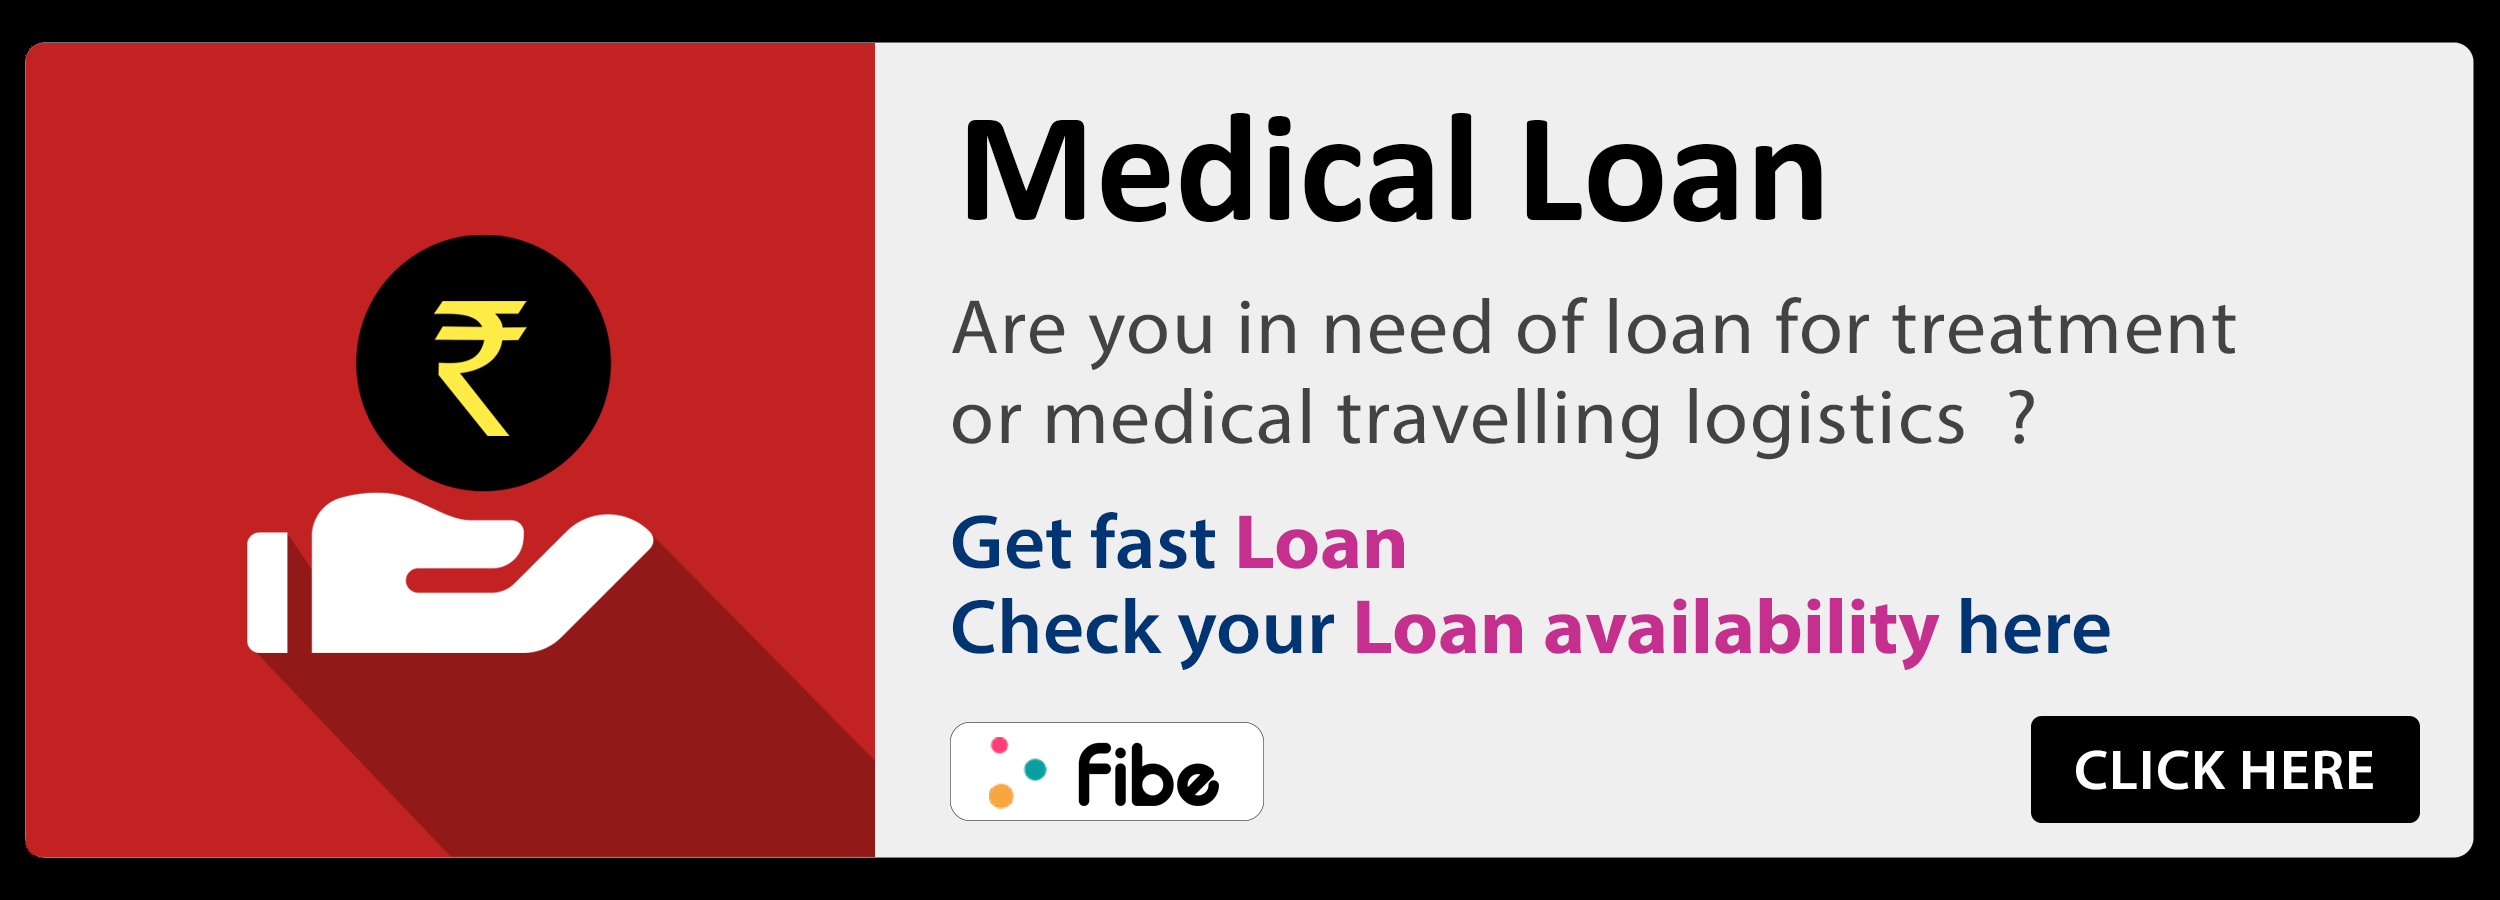 ₹
Medical Loan
Are you in need of loan for treatment
or medical travelling logistics ?
Get fast Loan
Check your Loan availability here
fibe
CLICK HERE